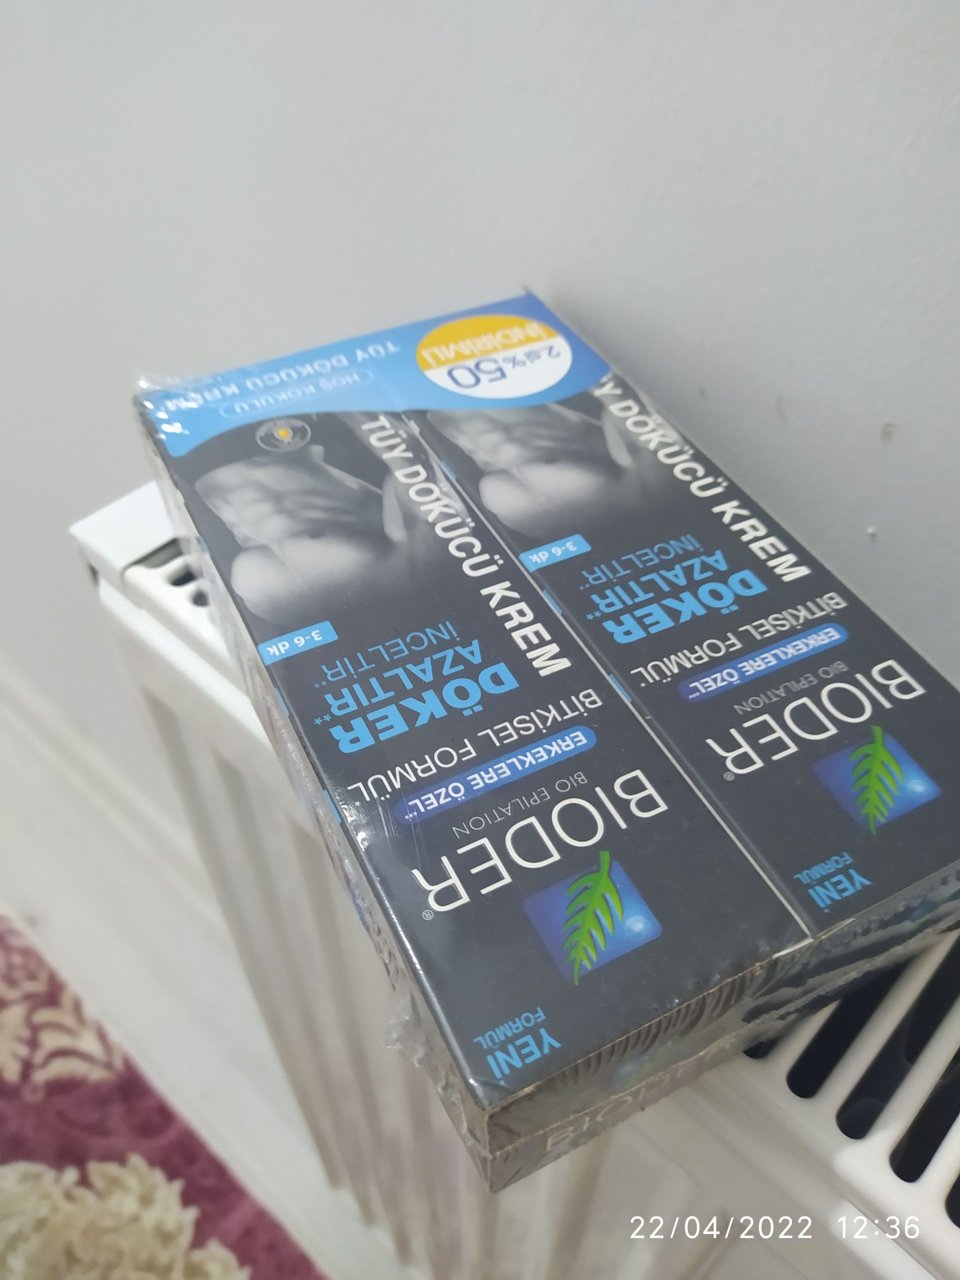 2.si %50
İNDİRİMLİ
TÜY DÖKÜCÜ KREM
HOŞ KOKULU
YENİ
FORMÜL
BIODER®
BIO EPILATION
ERKEKLERE ÖZEL***
BİTKİSEL FORMÜL*
DÖKER
AZALTIR**
İNCELTİR**
3-6 dk
TÜY DÖKÜCÜ KREM
YENİ
FORMÜL
BIODER®
BIO EPILATION
ERKEKLERE ÖZEL***
BİTKİSEL FORMÜL*
DÖKER
AZALTIR**
İNCELTİR**
3-6 dk
TÜY DÖKÜCÜ KREM
22/04/2022 12:36